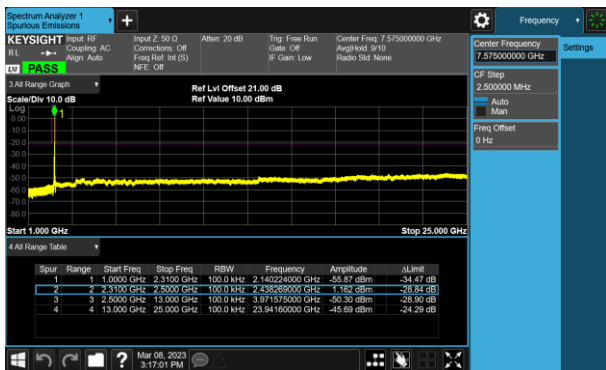 Spectrum Analyzer 1
Spurious Emissions
Frequency
KEYSIGHT
Input: RF
Input Z: 50 Ω
Atten: 20 dB
Trig: Free Run
Center Freq: 7.575000000 GHz
RL
Coupling: AC
Corrections: Off
Gate: Off
Avg|Hold: 9/10
Align: Auto
Freq Ref: Int (S)
IF Gain: Low
Radio Std: None
NFE: Off
LXI
PASS
Center Frequency
7.575000000 GHz
Settings
CF Step
2.500000 MHz
Auto
Man
Freq Offset
0 Hz
3 All Range Graph
Ref Lvl Offset 21.00 dB
Scale/Div 10.0 dB
Ref Value 10.00 dBm
Log
1
0.00
-10.0
-20.0
-30.0
-40.0
-50.0
-60.0
-70.0
-80.0
Start 1.000 GHz
Stop 25.000 GHz
4 All Range Table
Spur Range Start Freq Stop Freq RBW Frequency Amplitude ΔLimit
1 1 1.0000 GHz 2.3100 GHz 100.0 kHz 2.140224000 GHz -55.87 dBm -34.47 dB
2 2 2.3100 GHz 2.5000 GHz 100.0 kHz 2.438269000 GHz 1.162 dBm -28.84 dB
3 3 2.5000 GHz 13.000 GHz 100.0 kHz 3.971575000 GHz -50.30 dBm -28.90 dB
4 4 13.000 GHz 25.000 GHz 100.0 kHz 23.94166000 GHz -45.69 dBm -24.29 dB
?
Mar 08, 2023
3:17:01 PM